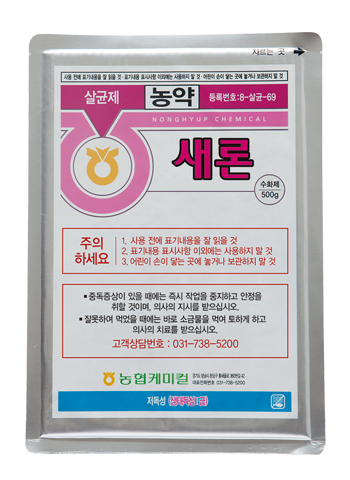 자르는 곳
사용 전에 표기내용을 잘 읽을 것 · 표기내용 표시사항 이외에는 사용하지 말 것 · 어린이 손이 닿는 곳에 놓거나 보관하지 말 것
살균제 농약 등록번호:8-살균-69
NONGHYUP CHEMICAL
새론
수화제
500g
주의
하세요
1. 사용 전에 표기내용을 잘 읽을 것
2. 표기내용 표시사항 이외에는 사용하지 말 것
3. 어린이 손이 닿는 곳에 놓거나 보관하지 말 것
▪ 중독증상이 있을 때에는 즉시 작업을 중지하고 안정을
취할 것이며, 의사의 지시를 받으십시오.
▪ 잘못하여 먹었을 때에는 바로 소금물을 먹여 토하게 하고
의사의 치료를 받으십시오.
고객상담번호 : 031-738-5200
농협케미컬
대표전화번호 031-738-5200
저독성